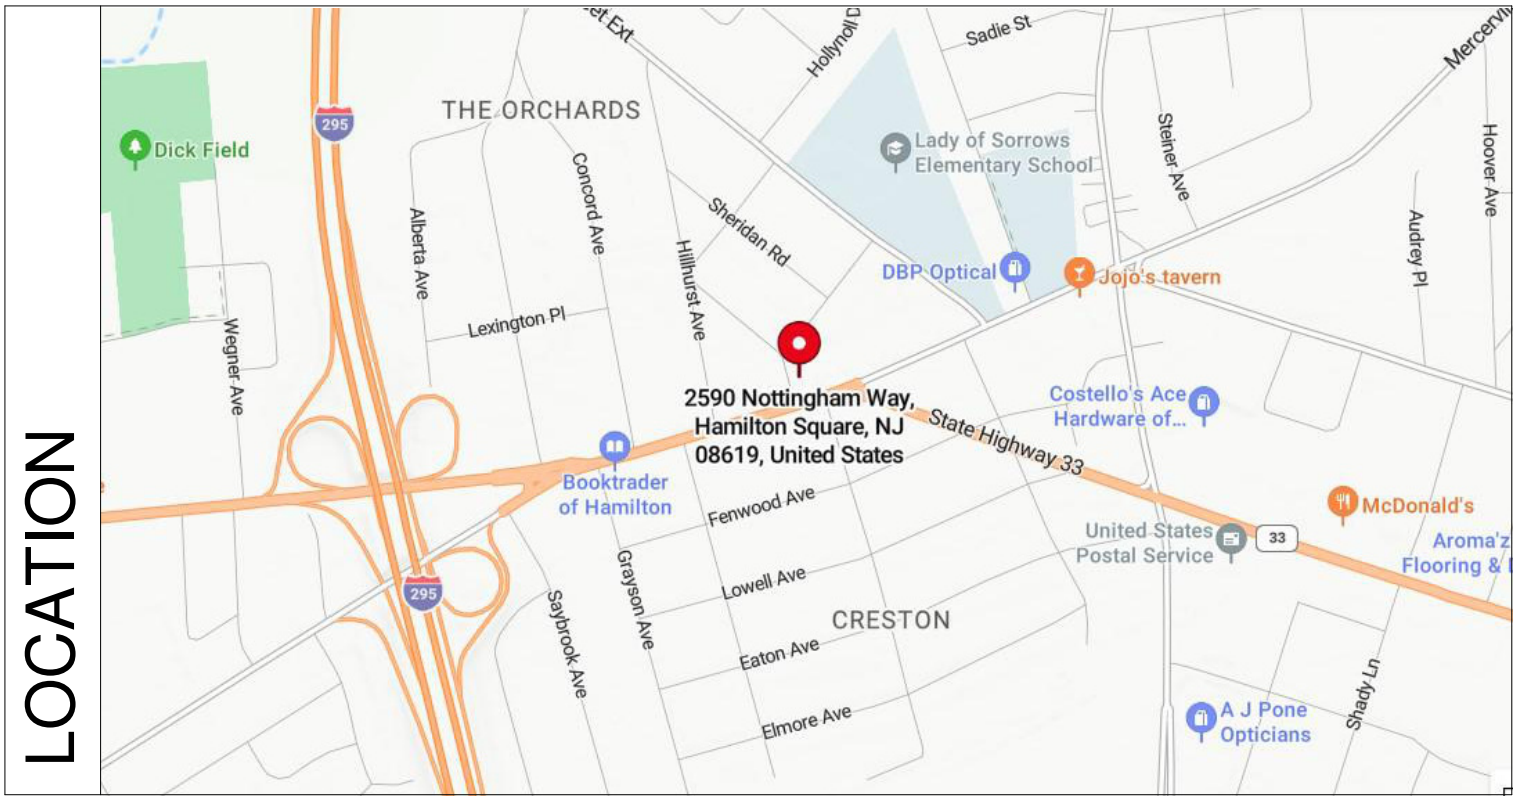 LOCATION
et Ext
Hollynoll D
Sadie St
Mercervil
THE ORCHARDS
295
Dick Field
Lady of Sorrows
Elementary School
Steiner Ave
Hoover Ave
Concord Ave
Alberta Ave
Sheridan Rd
Audrey Pl
Hillhurst Ave
DBP Optical
Jojo's tavern
Lexington Pl
Wegner Ave
2590 Nottingham Way,
Hamilton Square, NJ
08619, United States
Costello's Ace
Hardware of...
State Highway 33
Booktrader
of Hamilton
Fenwood Ave
McDonald's
United States
Postal Service
33
Aroma'z
Flooring &
295
Grayson Ave
Lowell Ave
Saybrook Ave
CRESTON
Eaton Ave
Shady Ln
Elmore Ave
A J Pone
Opticians